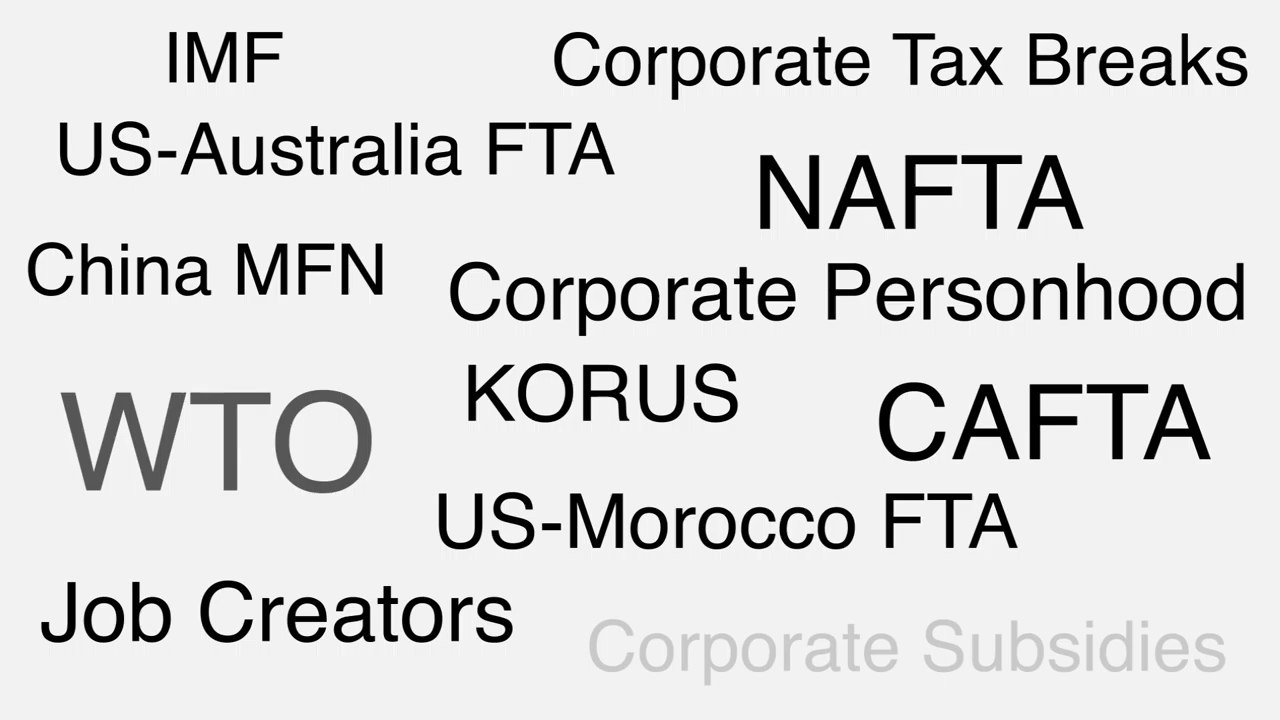 IMF
Corporate Tax Breaks
US-Australia FTA
NAFTA
China MFN
Corporate Personhood
KORUS
CAFTA
WTO
US-Morocco FTA
Job Creators
Corporate Subsidies